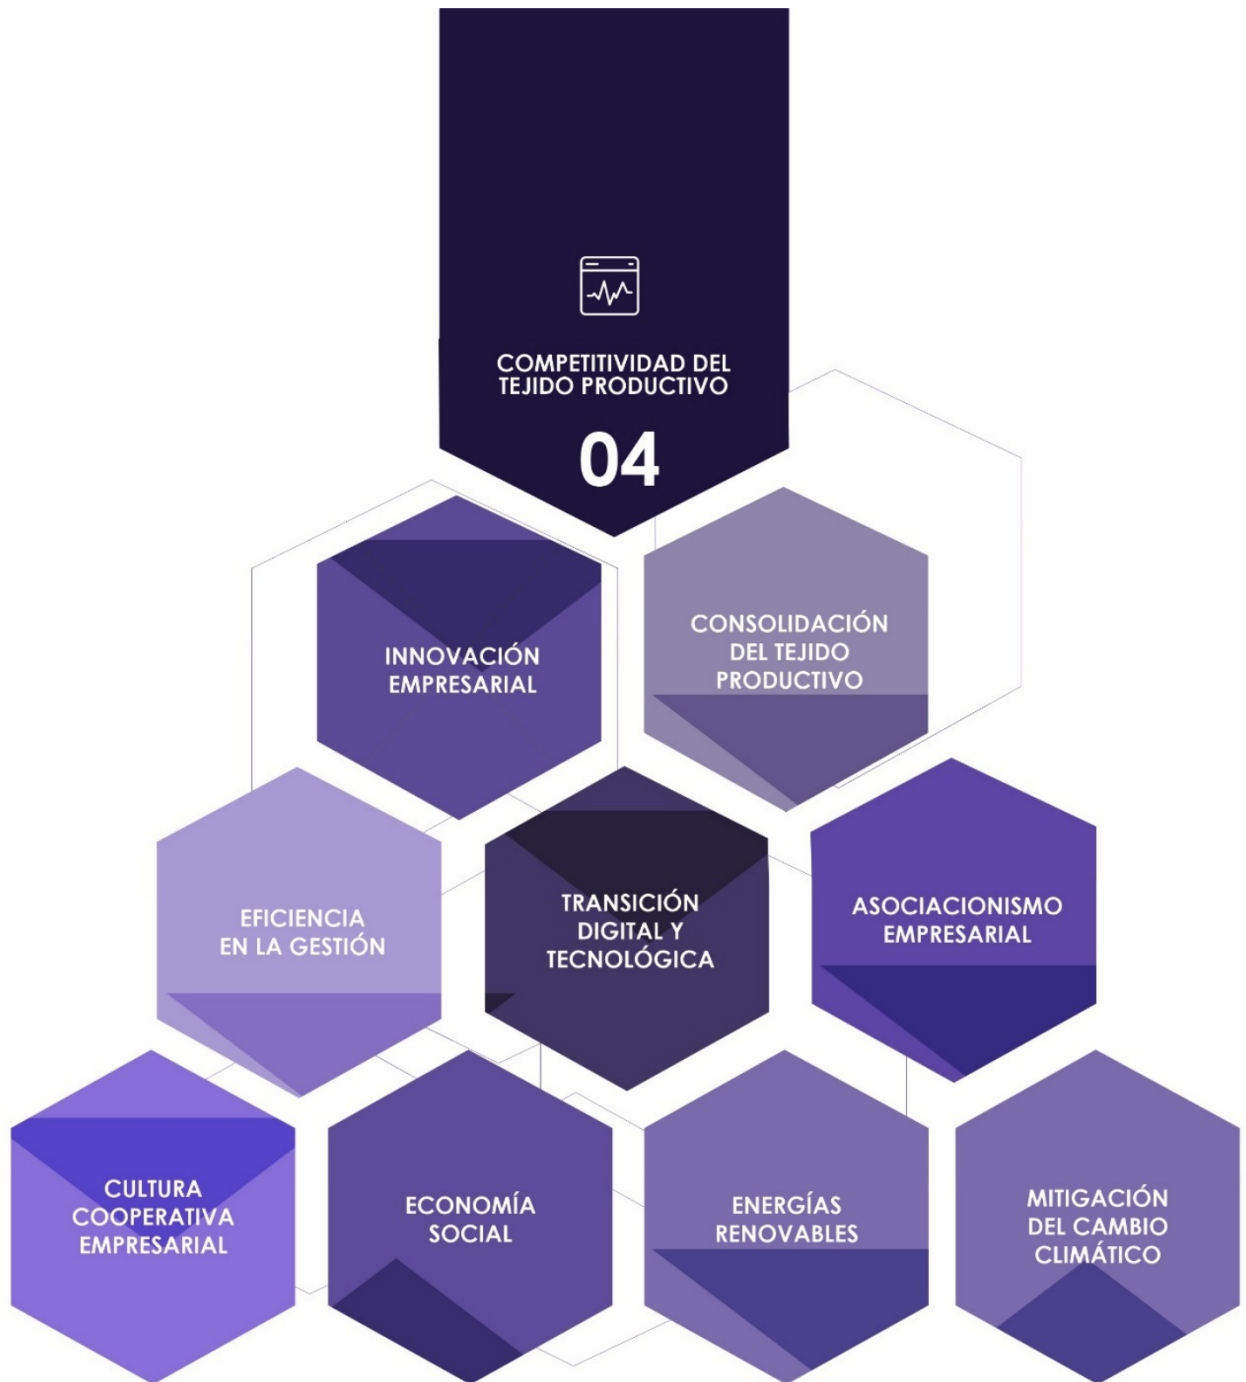 COMPETITIVIDAD DEL
TEJIDO PRODUCTIVO
04
INNOVACIÓN
EMPRESARIAL
CONSOLIDACIÓN
DEL TEJIDO
PRODUCTIVO
EFICIENCIA
EN LA GESTIÓN
TRANSICIÓN
DIGITAL Y
TECNOLÓGICA
ASOCIACIONISMO
EMPRESARIAL
CULTURA
COOPERATIVA
EMPRESARIAL
ECONOMÍA
SOCIAL
ENERGÍAS
RENOVABLES
MITIGACIÓN
DEL CAMBIO
CLIMÁTICO